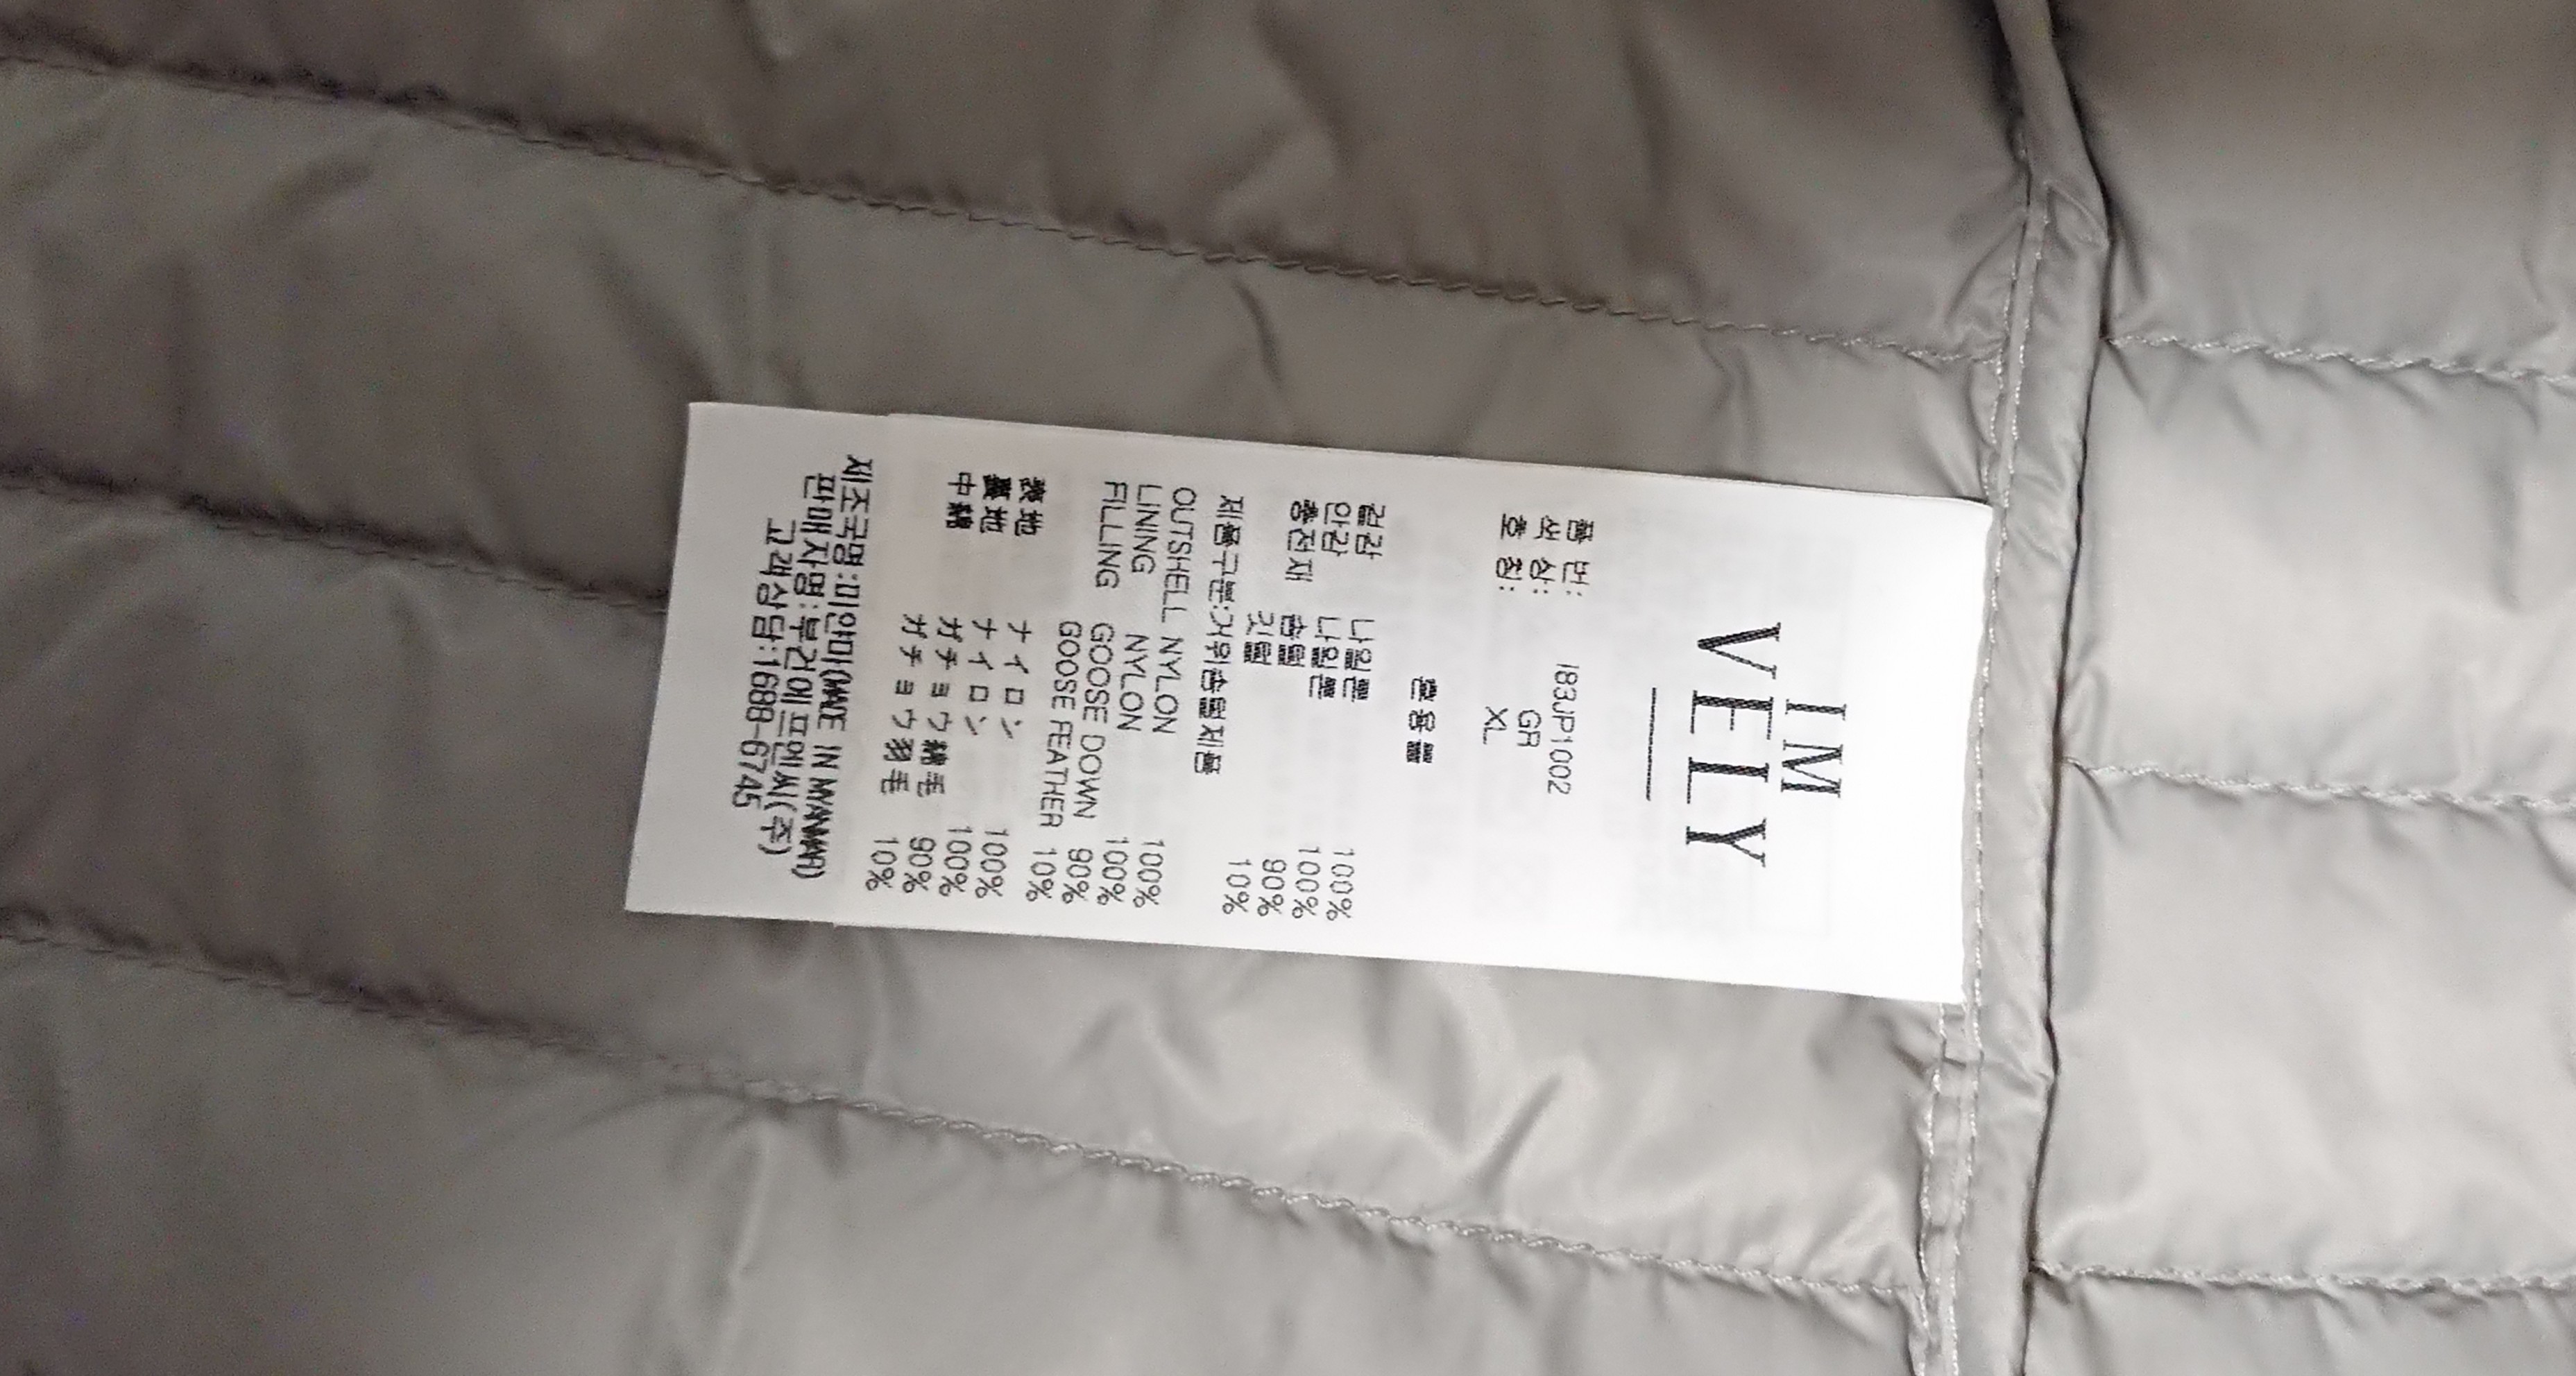 IM
VELY
품 번: 183JP1002
색 상: GR
호 칭: XL
혼용률
겉감 나일론 100%
안감 나일론 100%
충전재 솜털 90%
깃털 10%
제품구분:거위솜털제품
OUTSHELL NYLON 100%
LINING NYLON 100%
FILLING GOOSE DOWN 90%
GOOSE FEATHER 10%
表地 ナイロン 100%
裏地 ナイロン 100%
中綿 ガチョウ綿毛 90%
ガチョウ羽毛 10%
제조국명:미얀마(MADE IN MYANMAR)
판매자명:부건에프엔씨(주)
고객상담:1688-6745